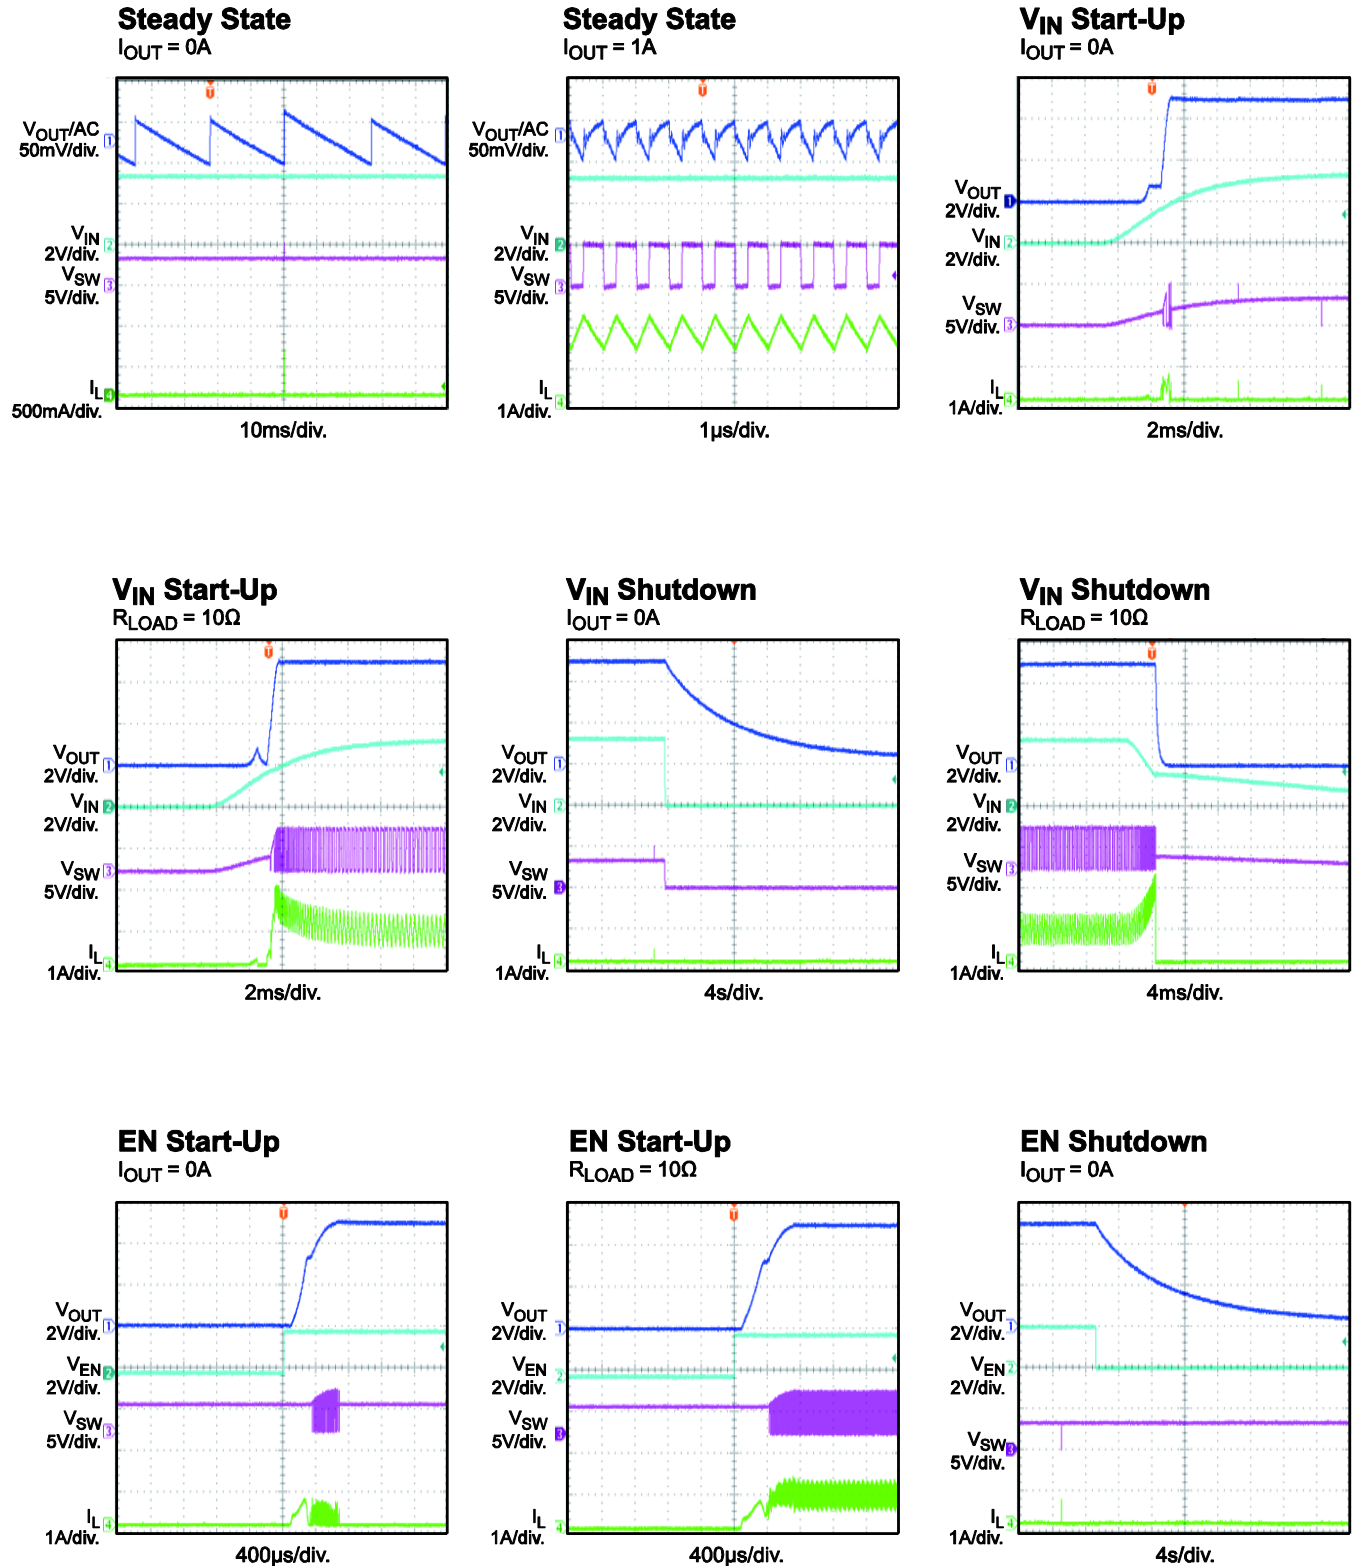 Steady State
IOUT = 0A
VOUT/AC
50mV/div.
VIN
2V/div.
VSW
5V/div.
IL
500mA/div.
10ms/div.
Steady State
IOUT = 1A
VOUT/AC
50mV/div.
VIN
2V/div.
VSW
5V/div.
IL
1A/div.
1µs/div.
VIN Start-Up
IOUT = 0A
VOUT
2V/div.
VIN
2V/div.
VSW
5V/div.
IL
1A/div.
2ms/div.
VIN Start-Up
RLOAD = 10Ω
VOUT
2V/div.
VIN
2V/div.
VSW
5V/div.
IL
1A/div.
2ms/div.
VIN Shutdown
IOUT = 0A
VOUT
2V/div.
VIN
2V/div.
VSW
5V/div.
IL
1A/div.
4s/div.
VIN Shutdown
RLOAD = 10Ω
VOUT
2V/div.
VIN
2V/div.
VSW
5V/div.
IL
1A/div.
4ms/div.
EN Start-Up
IOUT = 0A
VOUT
2V/div.
VEN
2V/div.
VSW
5V/div.
IL
1A/div.
400µs/div.
EN Start-Up
RLOAD = 10Ω
VOUT
2V/div.
VEN
2V/div.
VSW
5V/div.
IL
1A/div.
400µs/div.
EN Shutdown
IOUT = 0A
VOUT
2V/div.
VEN
2V/div.
VSW
5V/div.
IL
1A/div.
4s/div.